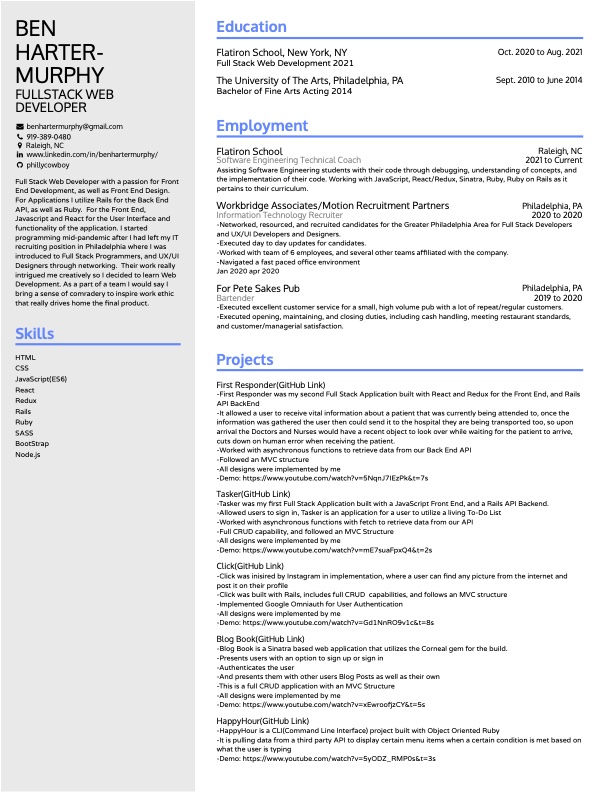 BEN
HARTER-
MURPHY
FULLSTACK WEB
DEVELOPER
benhartermurphy@gmail.com
919-389-0480
Raleigh, NC
www.linkedin.com/in/benhartermurphy/
phillycowboy
Full Stack Web Developer with a passion for Front
End Development, as well as Front End Design.
For Applications I utilize Rails for the Back End
API, as well as Ruby. For the Front End,
Javascript and React for the User Interface and
functionality of the application. I started
programming mid-pandemic after I had left my IT
recruiting position in Philadelphia where I was
introduced to Full Stack Programmers, and UX/UI
Designers through networking. Their work really
intrigued me creatively so I decided to learn Web
Development. As a part of a team I would say I
bring a sense of comradery to inspire work ethic
that really drives home the final product.
Skills
HTML
CSS
JavaScript(ES6)
React
Redux
Rails
Ruby
SASS
BootStrap
Node.js
Education
Flatiron School, New York, NY Oct. 2020 to Aug. 2021
Full Stack Web Development 2021
The University of The Arts, Philadelphia, PA Sept. 2010 to June 2014
Bachelor of Fine Arts Acting 2014
Employment
Flatiron School Raleigh, NC
Software Engineering Technical Coach 2021 to Current
Assisting Software Engineering students with their code through debugging, understanding of concepts, and
the implementation of their code. Working with JavaScript, React/Redux, Sinatra, Ruby, Ruby on Rails as it
pertains to their curriculum.
Workbridge Associates/Motion Recruitment Partners Philadelphia, PA
Information Technology Recruiter 2020 to 2020
-Networked, resourced, and recruited candidates for the Greater Philadelphia Area for Full Stack Developers
and UX/UI Developers and Designers.
-Executed day to day updates for candidates.
-Worked with team of 6 employees, and several other teams affiliated with the company.
-Navigated a fast paced office environment
Jan 2020 apr 2020
For Pete Sakes Pub Philadelphia, PA
Bartender 2019 to 2020
-Executed excellent customer service for a small, high volume pub with a lot of repeat/regular customers.
-Executed opening, maintaining, and closing duties, including cash handling, meeting restaurant standards,
and customer/managerial satisfaction.
Projects
First Responder(GitHub Link)
-First Responder was my second Full Stack Application built with React and Redux for the Front End, and Rails
API BackEnd
-It allowed a user to receive vital information about a patient that was currently being attended to, once the
information was gathered the user then could send it to the hospital they are being transported too, so upon
arrival the Doctors and Nurses would have a recent object to look over while waiting for the patient to arrive,
cuts down on human error when receiving the patient.
-Worked with asynchronous functions to retrieve data from our Back End API
-Followed an MVC structure
-All designs were implemented by me
-Demo: https://www.youtube.com/watch?v=5NqnJ7IEzPk&t=7s
Tasker(GitHub Link)
-Tasker was my first Full Stack Application built with a JavaScript Front End, and a Rails API Backend.
-Allowed users to sign in, Tasker is an application for a user to utilize a living To-Do List
-Worked with asynchronous functions with fetch to retrieve data from our API
-Full CRUD capability, and followed an MVC Structure
-All designs were implemented by me
-Demo: https://www.youtube.com/watch?v=mE7suaFpxQ4&t=2s
Click(GitHub Link)
-Click was inisired by Instagram in implementation, where a user can find any picture from the internet and
post it on their profile
-Click was built with Rails, includes full CRUD capabilities, and follows an MVC structure
-Implemented Google Omniauth for User Authentication
-All designs were implemented by me
-Demo: https://www.youtube.com/watch?v=Gd1NnRO9v1c&t=8s
Blog Book(GitHub Link)
-Blog Book is a Sinatra based web application that utilizes the Corneal gem for the build.
-Presents users with an option to sign up or sign in
-Authenticates the user
-And presents them with other users Blog Posts as well as their own
-This is a full CRUD application with an MVC Structure
-All designs were implemented by me
-Demo: https://www.youtube.com/watch?v=xEwroofJzCY&t=5s
HappyHour(GitHub Link)
-HappyHour is a CLI(Command Line Interface) project built with Object Oriented Ruby
-It is pulling data from a third party API to display certain menu items when a certain condition is met based on
what the user is typing
-Demo: https://www.youtube.com/watch?v=5yODZ_RMP0s&t=3s